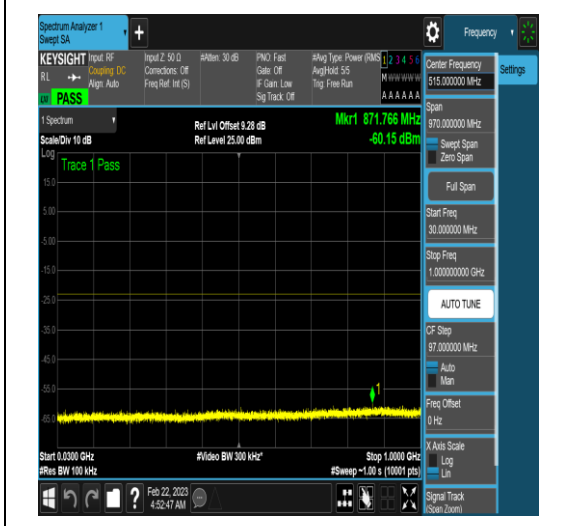 Spectrum Analyzer 1
Swept SA
+
Frequency
KEYSIGHT
RL
PASS
Input: RF
Coupling: DC
Align: Auto
Input Z: 50 Ω
Corrections: Off
Freq Ref: Int (S)
#Atten: 30 dB
PNO: Fast
Gate: Off
IF Gain: Low
Sig Track: Off
#Avg Type: Power (RMS
Avg|Hold: 5/5
Trig: Free Run
1 2 3 4 5 6
M W W W W W
A A A A A A
Settings
Center Frequency
515.000000 MHz
Span
970.000000 MHz
Swept Span
Zero Span
Full Span
Start Freq
30.000000 MHz
Stop Freq
1.000000000 GHz
AUTO TUNE
CF Step
97.000000 MHz
Auto
Man
Freq Offset
0 Hz
X Axis Scale
Log
Lin
Signal Track
(Span Zoom)
1 Spectrum
Scale/Div 10 dB
Ref Lvl Offset 9.28 dB
Ref Level 25.00 dBm
Mkr1 871.766 MHz
-60.15 dBm
Log
Trace 1 Pass
15.0
5.00
-5.00
-15.0
-25.0
-35.0
-45.0
-55.0
-65.0
1
Start 0.0300 GHz
#Res BW 100 kHz
#Video BW 300 kHz*
Stop 1.0000 GHz
#Sweep ~1.00 s (10001 pts)
?
Feb 22, 2023
4:52:47 AM